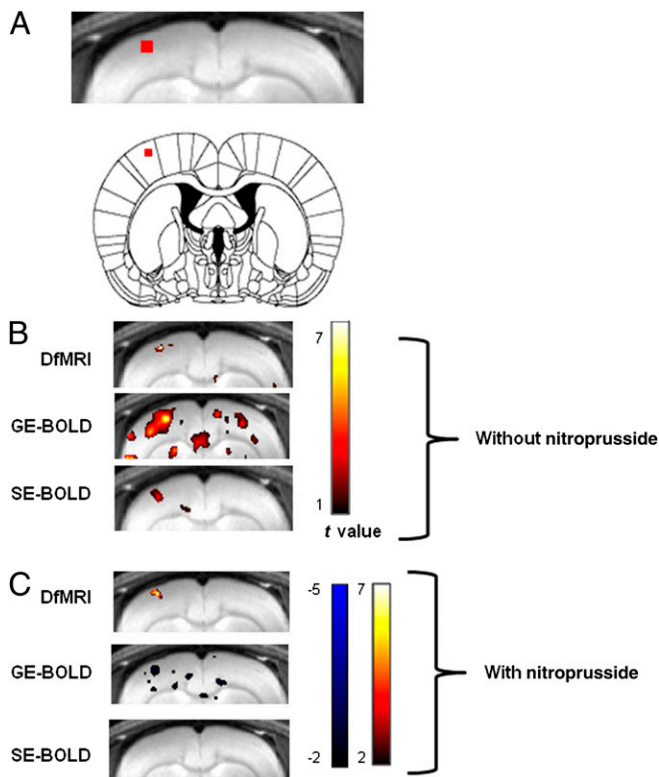 A
B
DfMRI
GE-BOLD
SE-BOLD
7
1
t value
Without nitroprusside
C
DfMRI
GE-BOLD
SE-BOLD
-5
-2
7
2
With nitroprusside